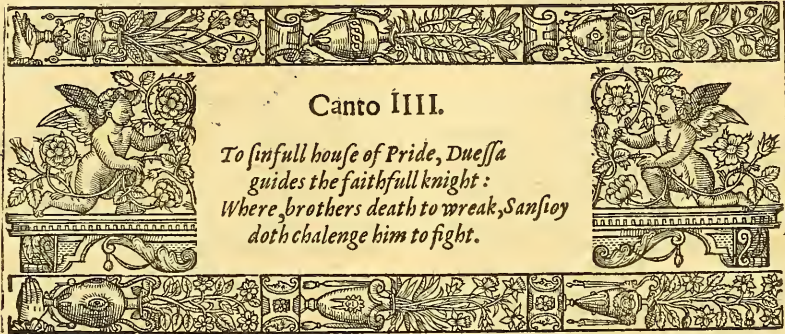 Canto IIII.
To ſinfull houſe of Pride, Dueſſa
guides the faithfull knight:
Where, brothers death to wreak, Sanſioy
doth chalenge him to fight.